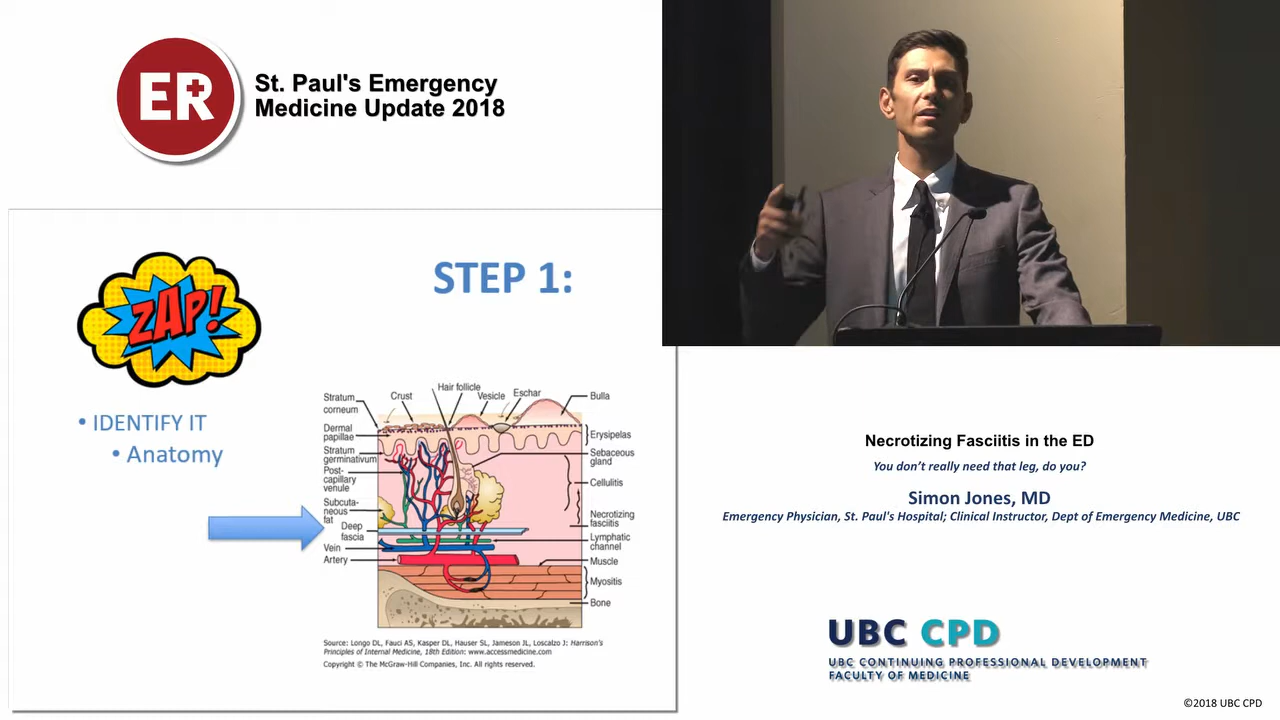 ER
St. Paul's Emergency
Medicine Update 2018
ZAP!
STEP 1:
• IDENTIFY IT
• Anatomy
Stratum
corneum
Crust
Hair follicle
Vesicle
Eschar
Bulla
Dermal
papillae
Erysipelas
Stratum
germinativum
Sebaceous
gland
Post-
capillary
venule
Cellulitis
Subcuta-
neous
fat
Necrotizing
fasciitis
Deep
fascia
Lymphatic
channel
Vein
Artery
Muscle
Myositis
Bone
Source: Longo DL, Fauci AS, Kasper DL, Hauser SL, Jameson JL, Loscalzo J: Harrison's
Principles of Internal Medicine, 18th Edition: www.accessmedicine.com
Copyright © The McGraw-Hill Companies, Inc. All rights reserved.
Necrotizing Fasciitis in the ED
You don't really need that leg, do you?
Simon Jones, MD
Emergency Physician, St. Paul's Hospital; Clinical Instructor, Dept of Emergency Medicine, UBC
UBC CPD
UBC CONTINUING PROFESSIONAL DEVELOPMENT
FACULTY OF MEDICINE
©2018 UBC CPD